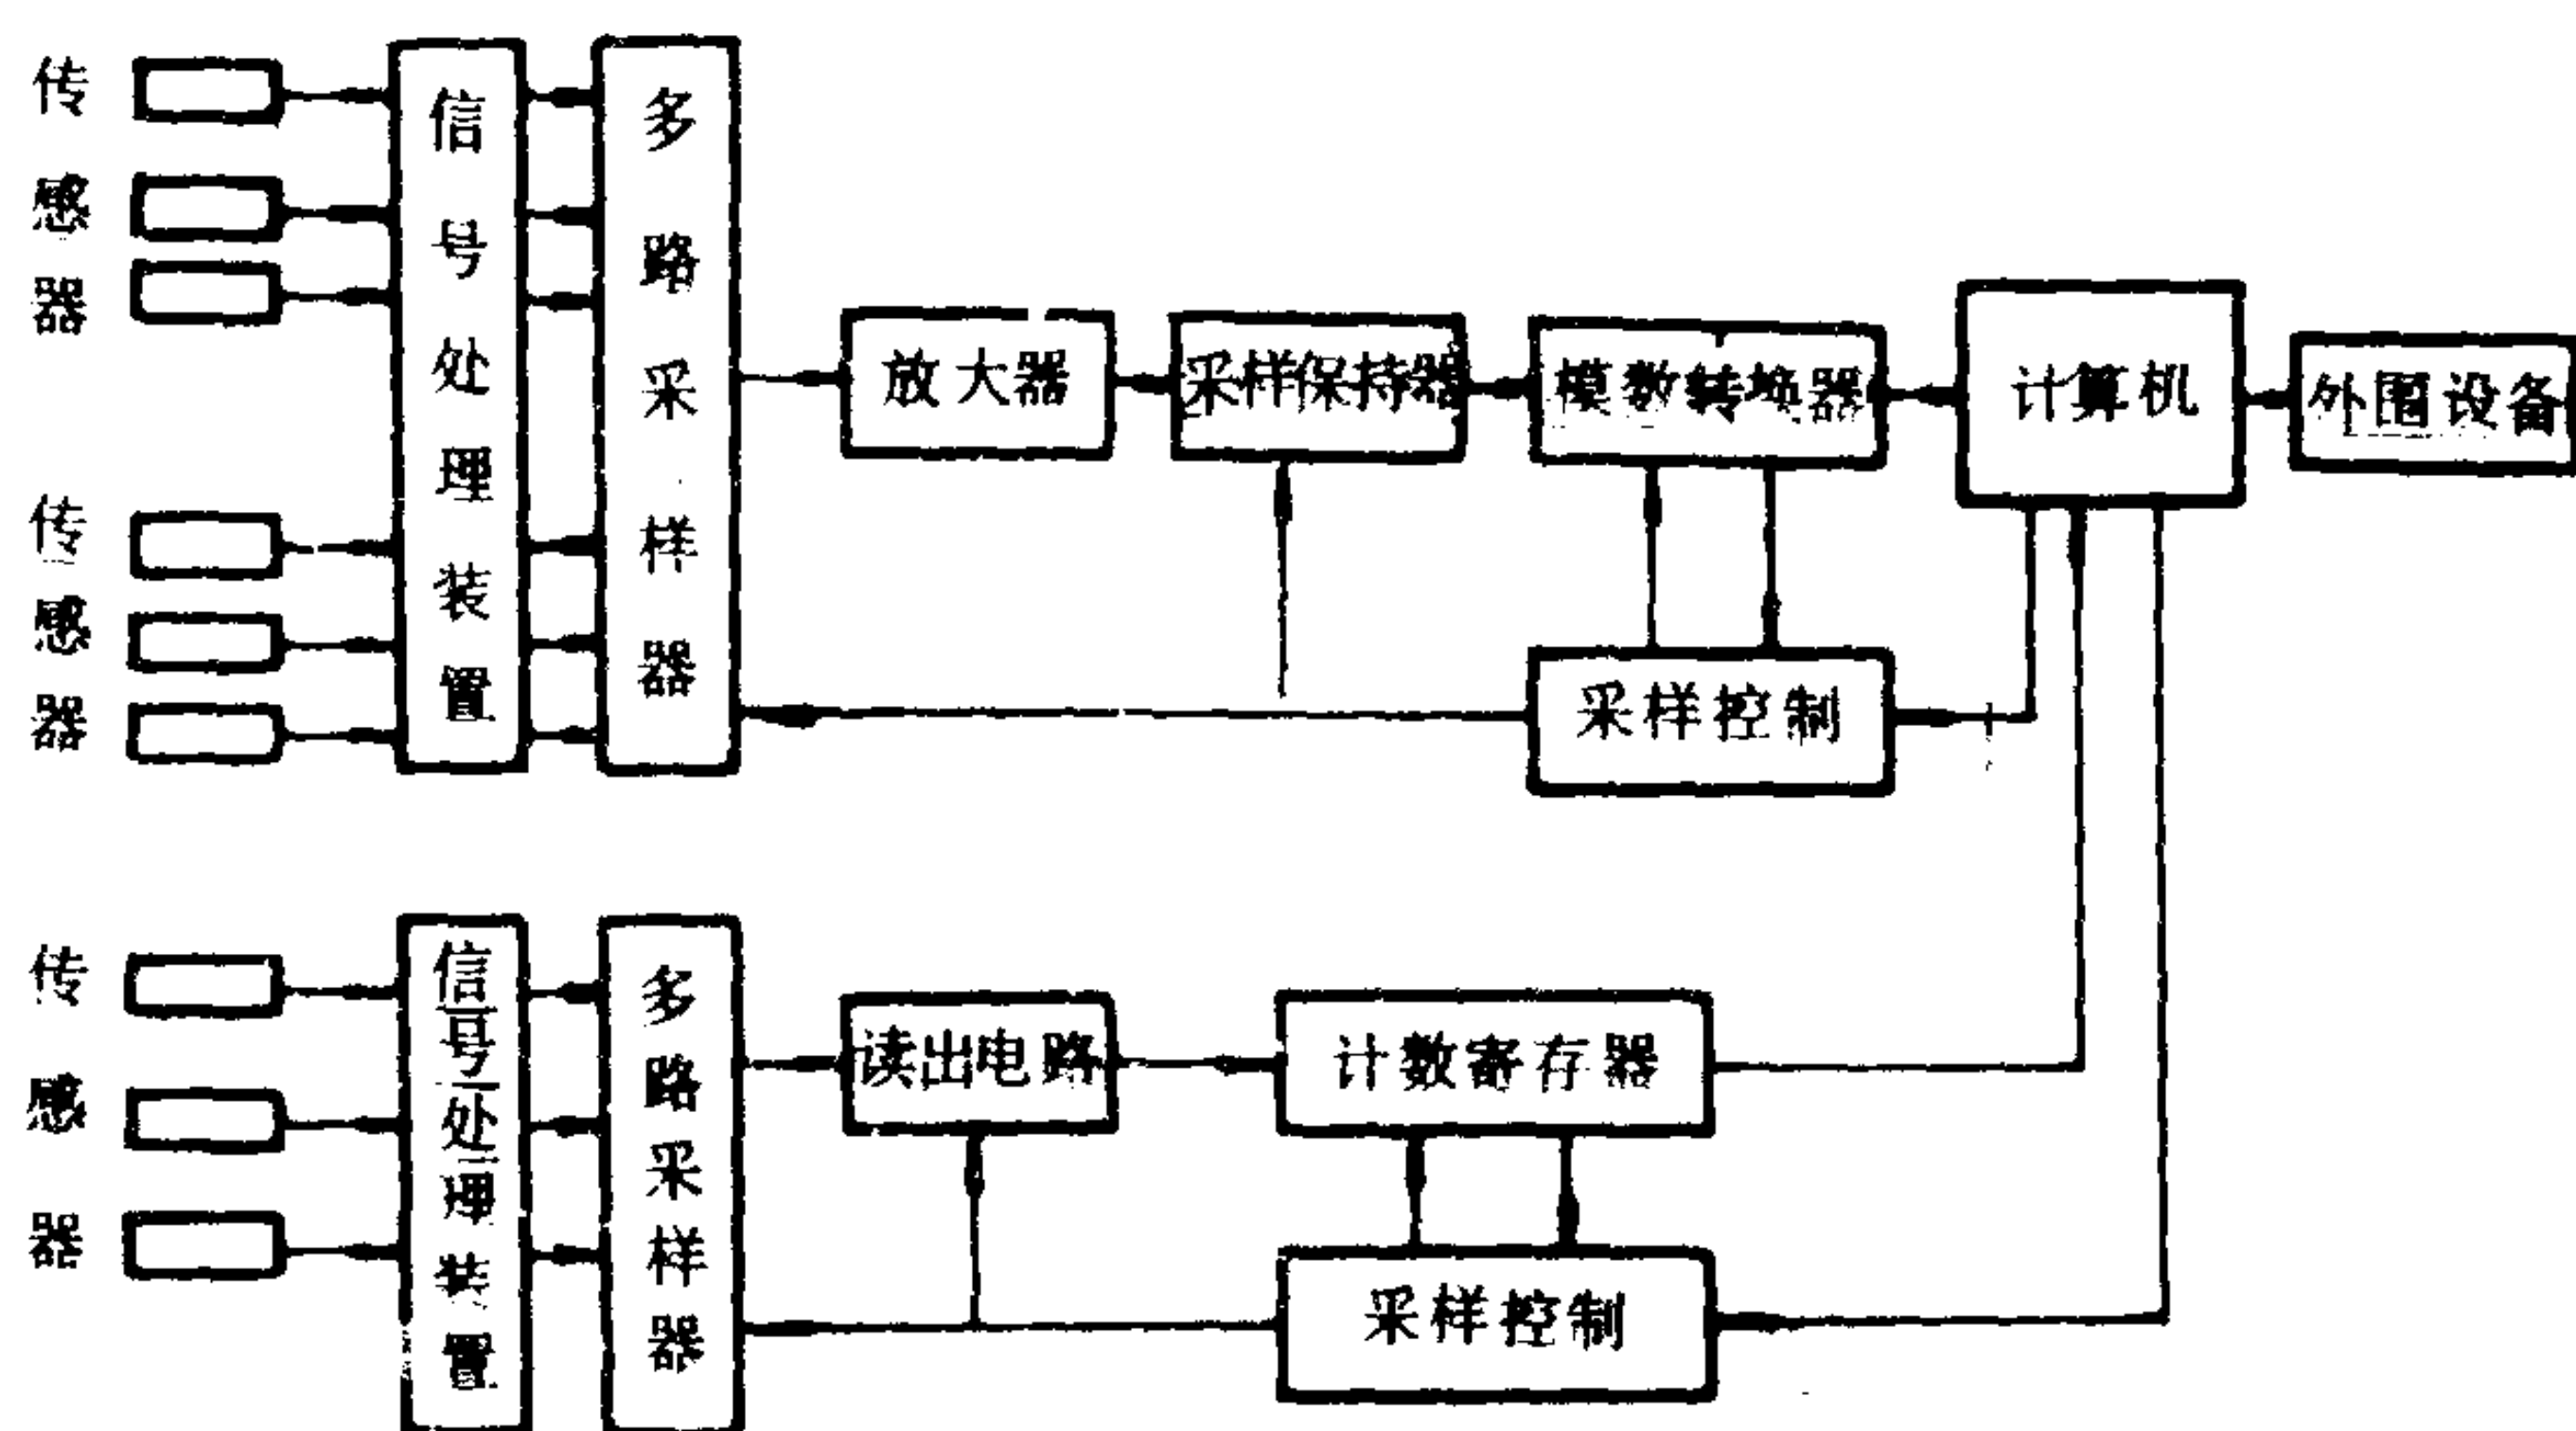 传感器
信号处理装置
多路采样器
放大器
采样保持器
模数转换器
计算机
外围设备
传感器
采样控制
传感器
信号处理装置
多路采样器
读出电路
计数寄存器
采样控制